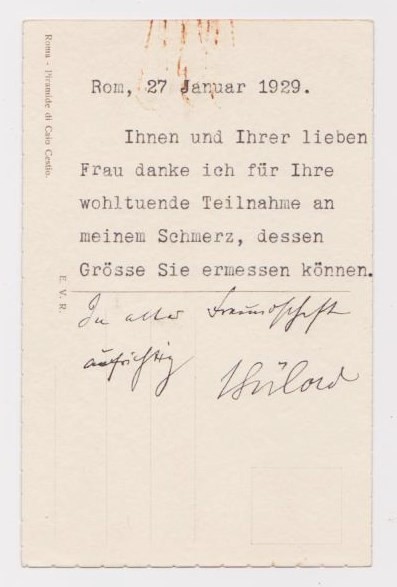 Roma - Piramide di Caio Cestio.
Rom, 27 Januar 1929.
Ihnen und Ihrer lieben
Frau danke ich für Ihre
wohltuende Teilnahme an
meinem Schmerz, dessen
Grösse Sie ermessen können.
E. V. R.
In alter Freundschaft
aufrichtig
Bülow